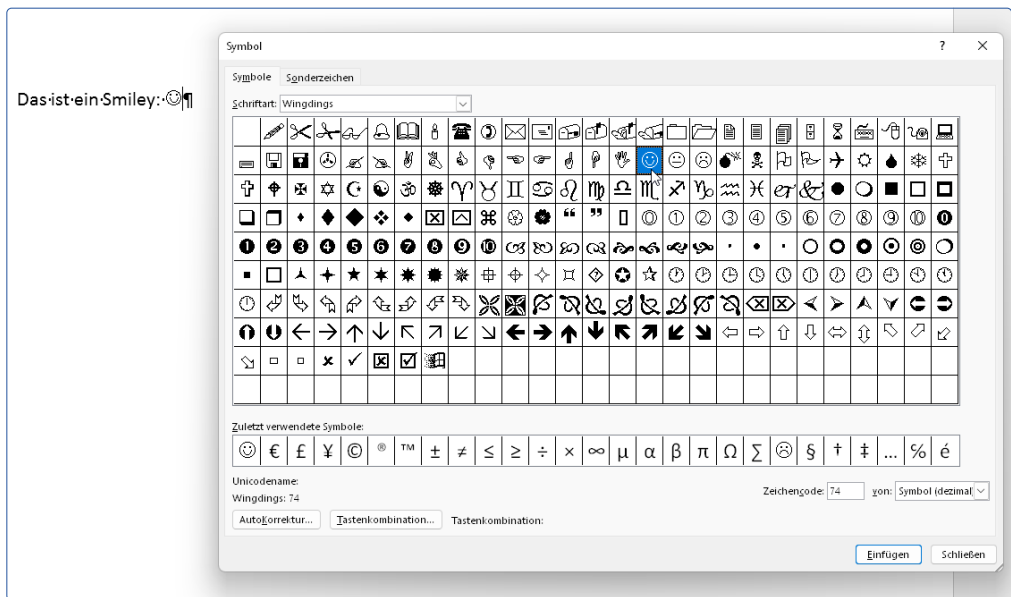 Symbol
? ×
Symbole Sonderzeichen
Das·ist·ein·Smiley:·☺¶
Schriftart: Wingdings
Zuletzt verwendete Symbole:
☺ € £ ¥ © ® ™ ± ≠ ≤ ≥ ÷ × ∞ µ α β π Ω ∑ ☹ § † ‡ … ℅ é
Unicodename:
Wingdings: 74
Zeichencode: 74 von: Symbol (dezimal)
AutoKorrektur... Tastenkombination... Tastenkombination:
Einfügen Schließen